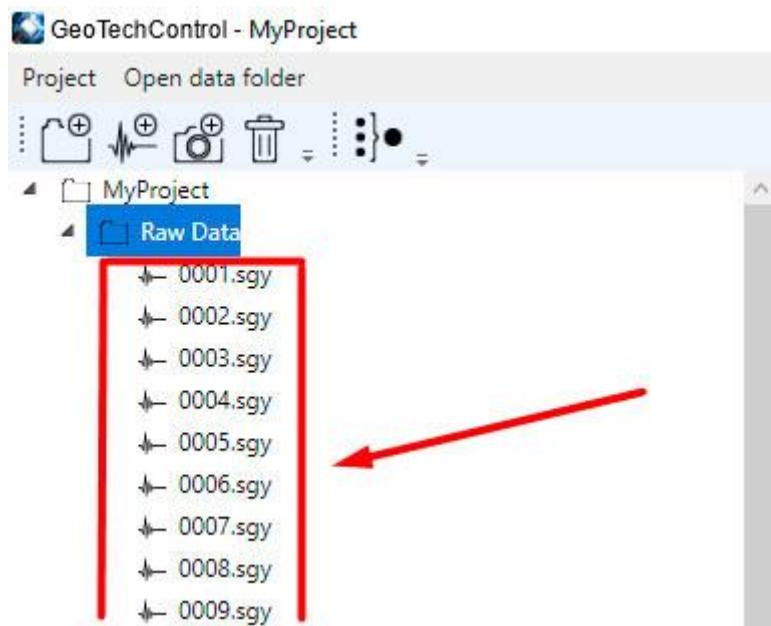 GeoTechControl - MyProject
Project Open data folder
MyProject
Raw Data
0001.sgy
0002.sgy
0003.sgy
0004.sgy
0005.sgy
0006.sgy
0007.sgy
0008.sgy
0009.sgy